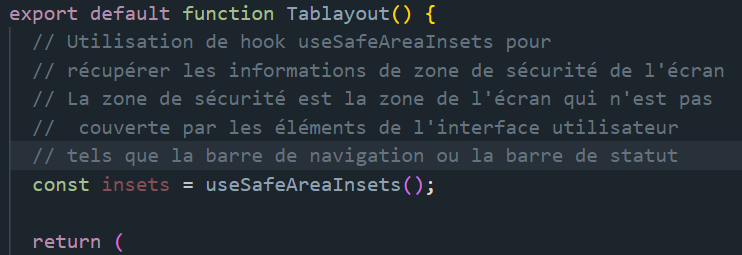 export default function Tablayout() {
// Utilisation de hook useSafeAreaInsets pour
// récupérer les informations de zone de sécurité de l'écran
// La zone de sécurité est la zone de l'écran qui n'est pas
//  couverte par les éléments de l'interface utilisateur
// tels que la barre de navigation ou la barre de statut
const insets = useSafeAreaInsets();
return (